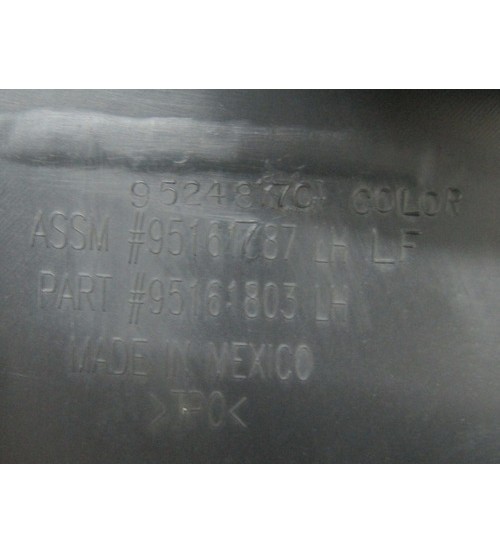 COLOR
ASSM #95161787 LH LF
PART #95161803 LH
MADE IN MEXICO
>TPO<